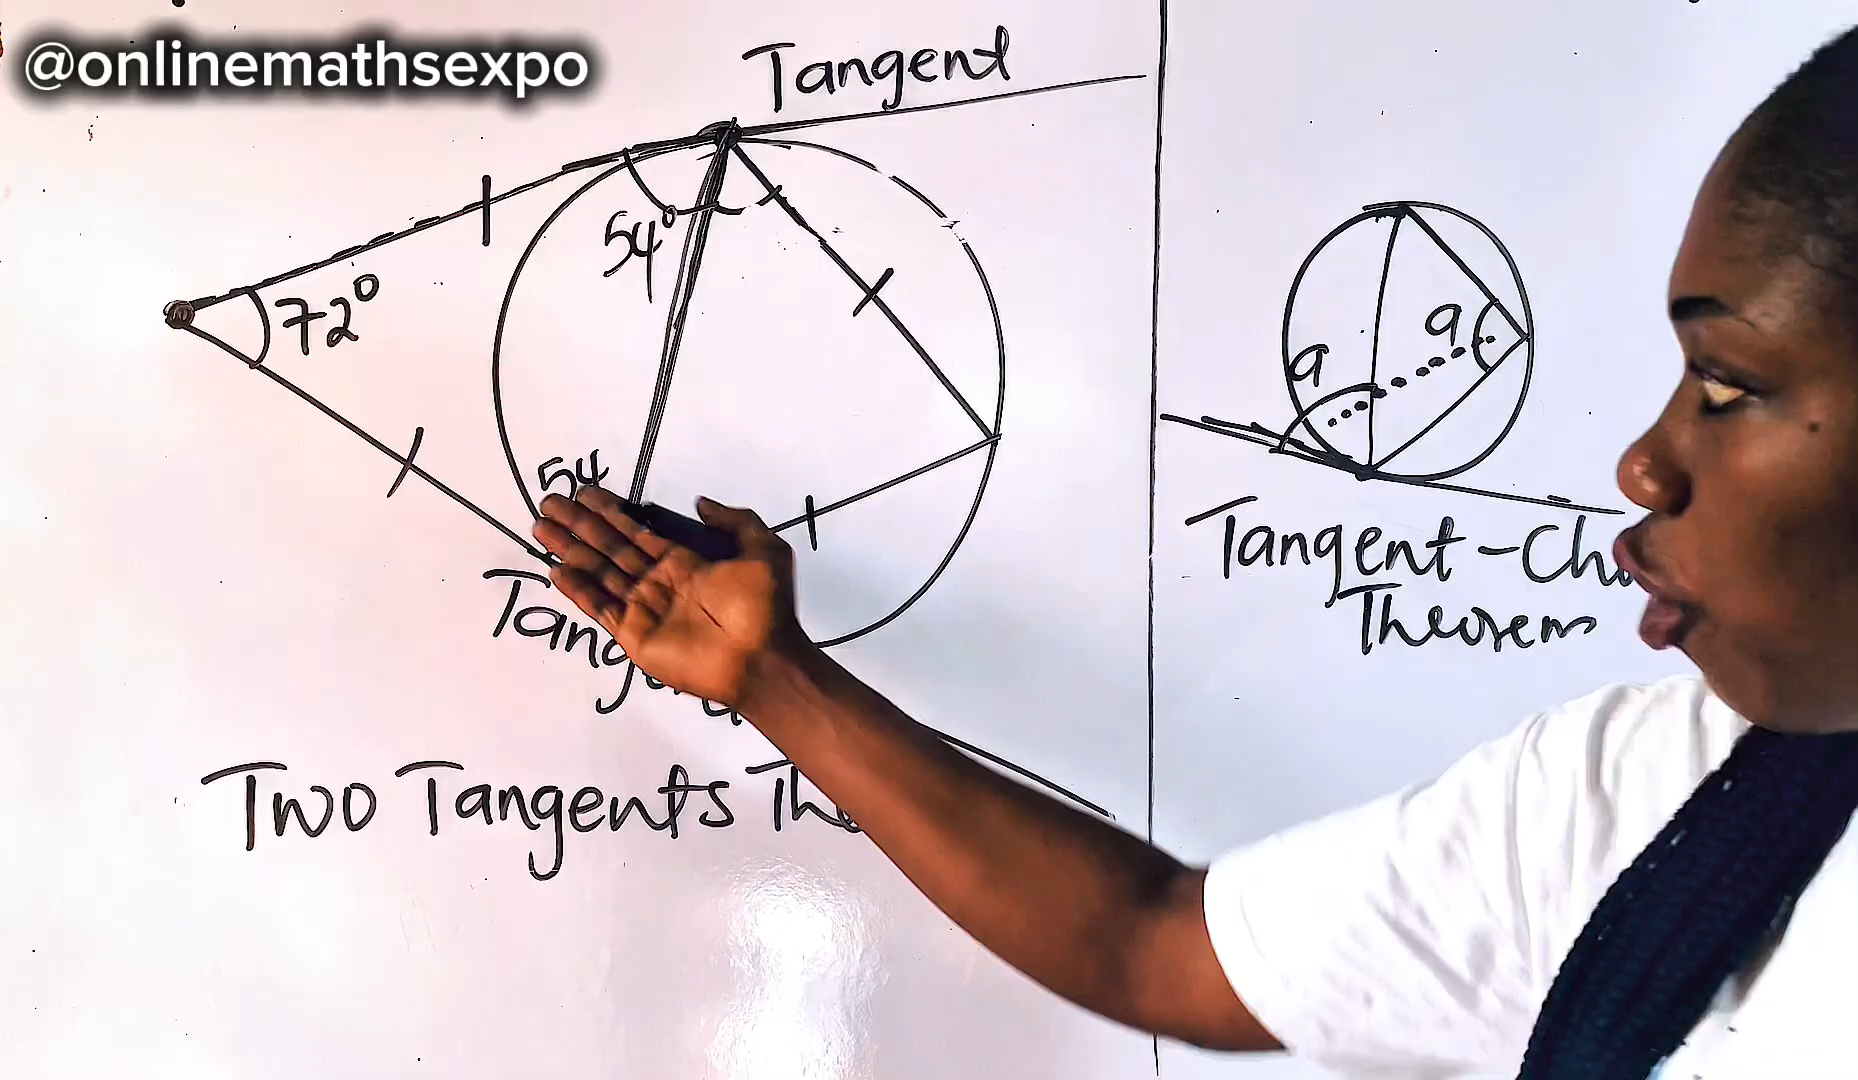 @onlinemathsexpo
Tangent
54°
72°
54
Two Tangents
a
a
Tangent-
Theorem